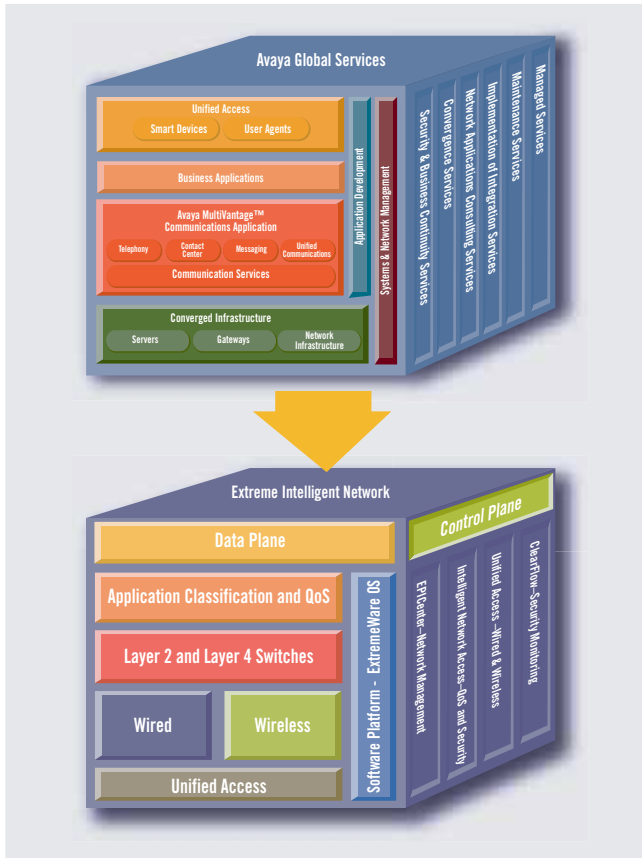 Avaya Global Services
Unified Access
Smart Devices
User Agents
Business Applications
Avaya MultiVantage™
Communications Application
Telephony
Contact
Center
Messaging
Unified
Communications
Communication Services
Application Development
Systems & Network Management
Converged Infrastructure
Servers
Gateways
Network
Infrastructure
Security & Business Continuity Services
Convergence Services
Network Applications Consulting Services
Implementation of Integration Services
Maintenance Services
Managed Services
Extreme Intelligent Network
Data Plane
Application Classification and QoS
Layer 2 and Layer 4 Switches
Wired
Wireless
Unified Access
Software Platform - ExtremeWare OS
Control Plane
EPICenter–Network Management
Intelligent Network Access–QoS and Security
Unified Access –Wired & Wireless
ClearFlow–Security Monitoring